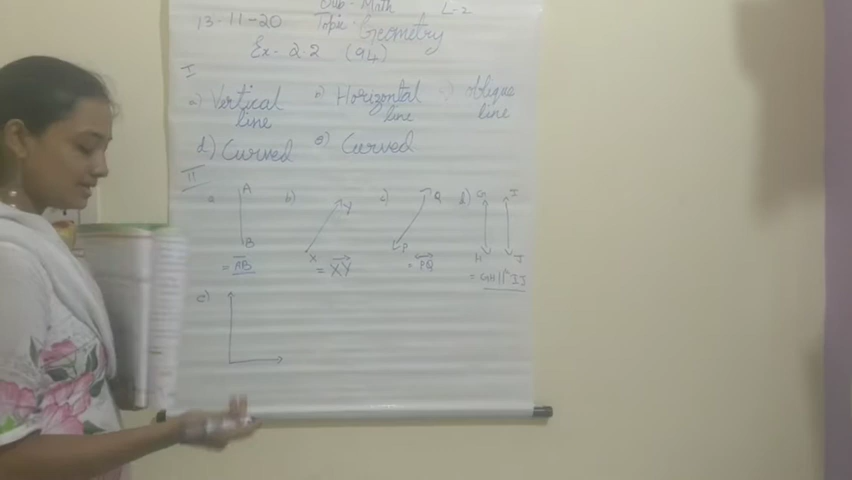 Sub - Math L-2
13-11-20 Topic - Geometry
Ex - 2.2 (94)
I
a) Vertical line b) Horizontal line c) oblique line
d) Curved e) Curved
II
a A b) Y c) Q d) G I
B X P H J
= AB = XY = PQ = GH || IJ
e)